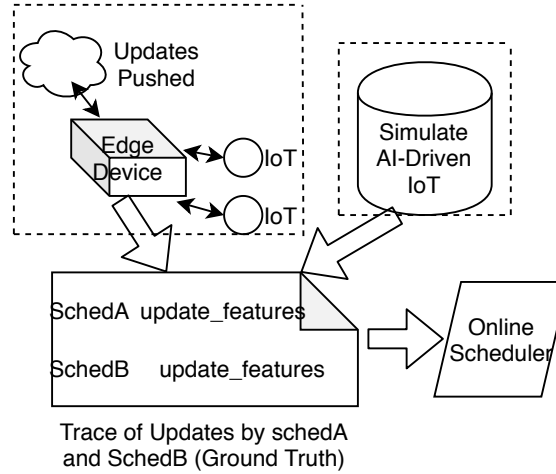 Updates
Pushed
Edge
Device
IoT
IoT
Simulate
AI-Driven
IoT
SchedA update_features
SchedB update_features
Online
Scheduler
Trace of Updates by schedA
and SchedB (Ground Truth)